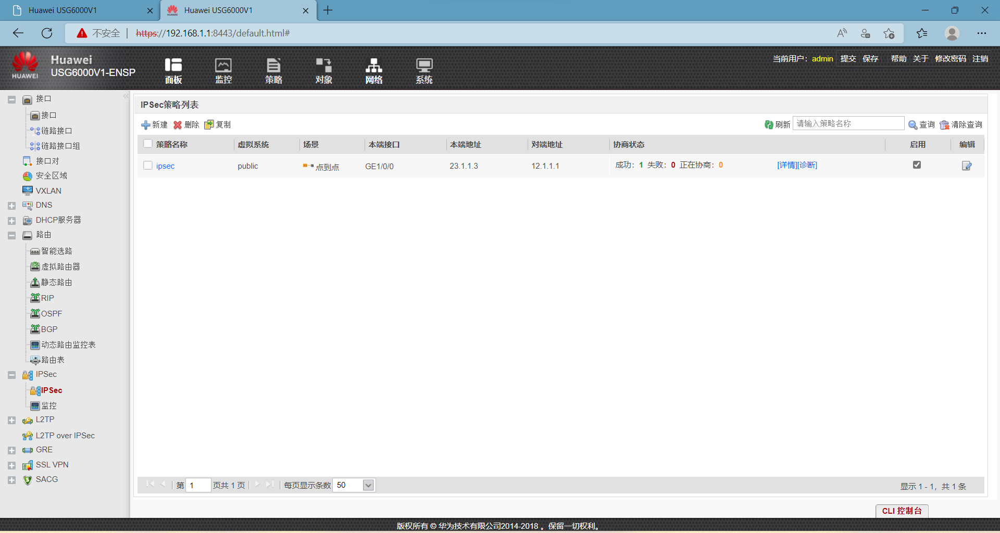 Huawei USG6000V1
Huawei USG6000V1
不安全 | https://192.168.1.1:8443/default.html#
HUAWEI
Huawei
USG6000V1-ENSP
面板
监控
策略
对象
网络
系统
当前用户： admin 提交 保存 帮助 关于 修改密码 注销
接口
接口
链路接口
链路接口组
接口对
安全区域
VXLAN
DNS
DHCP服务器
路由
智能选路
虚拟路由器
静态路由
RIP
OSPF
BGP
动态路由监控表
路由表
IPSec
IPSec
监控
L2TP
L2TP over IPSec
GRE
SSL VPN
SACG
IPSec策略列表
新建 删除 复制
刷新 请输入策略名称 查询 清除查询
策略名称 虚拟系统 场景 本端接口 本端地址 对端地址 协商状态 启用 编辑
ipsec public 点到点 GE1/0/0 23.1.1.3 12.1.1.1 成功： 1 失败： 0 正在协商： 0 [详情][诊断]
第 1 页共 1 页 每页显示条数 50
显示 1 - 1， 共 1 条
CLI 控制台
版权所有 © 华为技术有限公司2014-2018 。保留一切权利。